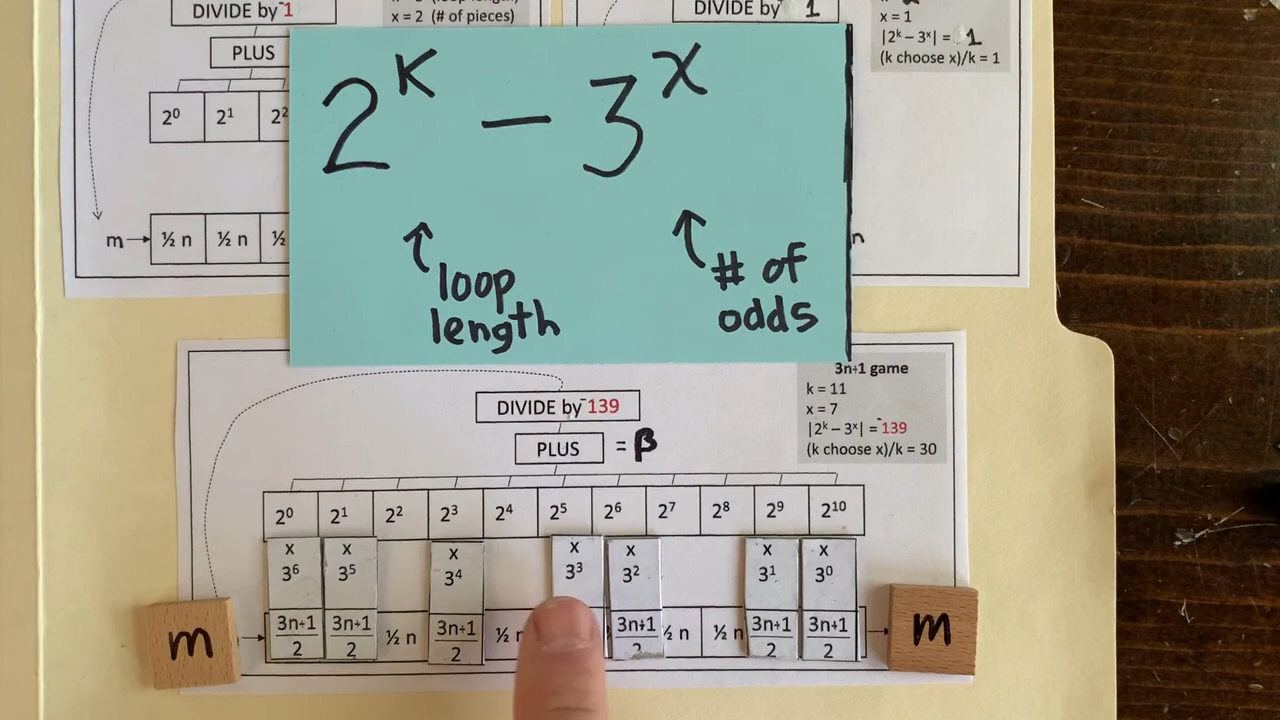 DIVIDE by ⁻1
x = 2 (# of pieces)
PLUS
2⁰ 2¹
m ½ n ½ n
DIVIDE by ⁻ 1
x = 1
|2ᵏ – 3ˣ| = 1
(k choose x)/k = 1
n
2ᴷ – 3ˣ
loop
length
# of
odds
3n+1 game
k = 11
x = 7
|2ᵏ – 3ˣ| = ⁻139
(k choose x)/k = 30
DIVIDE by ⁻139
PLUS = β
2⁰ 2¹ 2² 2³ 2⁴ 2⁵ 2⁶ 2⁷ 2⁸ 2⁹ 2¹⁰
x x x x x x x
3⁶ 3⁵ 3⁴ 3³ 3² 3¹ 3⁰
m 3n+1/2 3n+1/2 ½ n 3n+1/2 ½ n 3n+1/2 ½ n ½ n 3n+1/2 3n+1/2 m